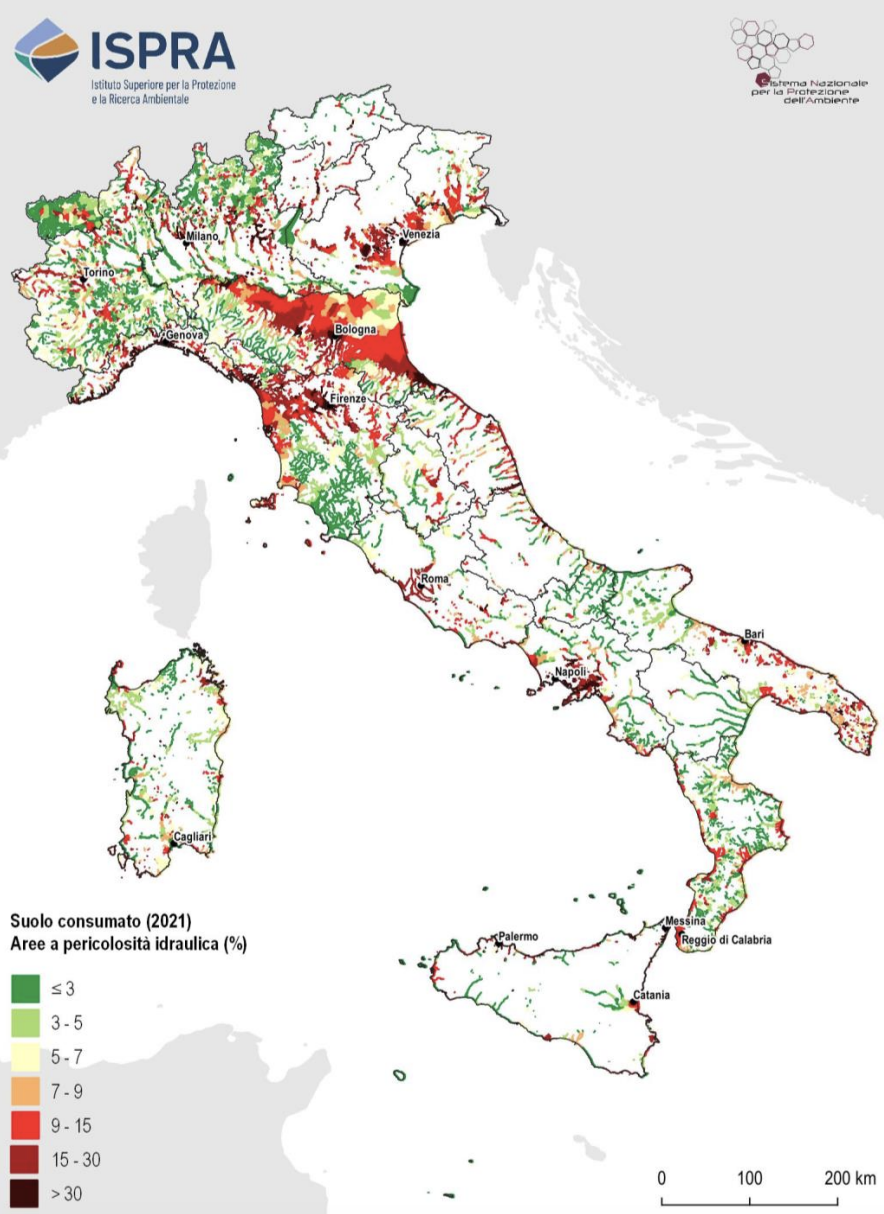 ISPRA
Istituto Superiore per la Protezione
e la Ricerca Ambientale
Sistema Nazionale
per la Protezione
dell'Ambiente
Milano
Venezia
Torino
Genova
Bologna
Firenze
Roma
Bari
Napoli
Cagliari
Messina
Palermo
Reggio di Calabria
Catania
Suolo consumato (2021)
Aree a pericolosità idraulica (%)
≤ 3
3 - 5
5 - 7
7 - 9
9 - 15
15 - 30
> 30
0 100 200 km